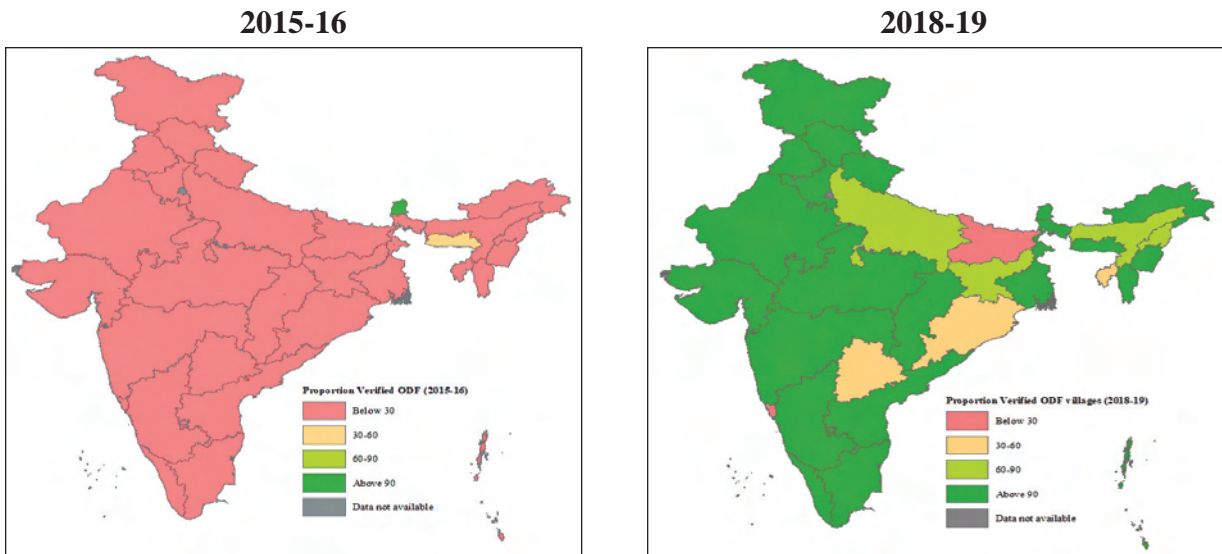 2015-16
2018-19
Proportion Verified ODF (2015-16)
Below 30
30-60
60-90
Above 90
Data not available
Proportion Verified ODF villages (2018-19)
Below 30
30-60
60-90
Above 90
Data not available